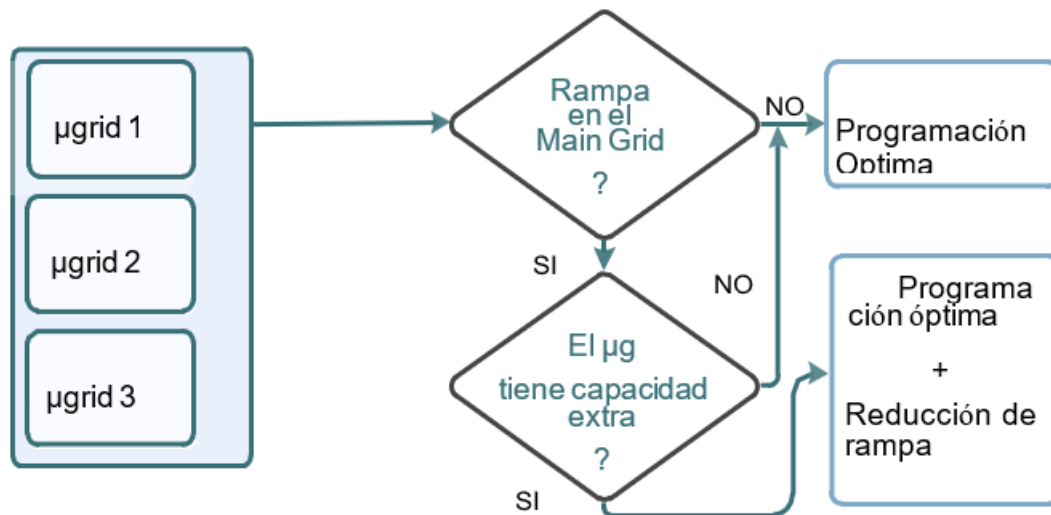 µgrid 1
µgrid 2
µgrid 3
Rampa
en el
Main Grid
?
NO
Programación
Optima
SI
El µg
tiene capacidad
extra
?
NO
SI
Programa
ción óptima
+
Reducción de
rampa